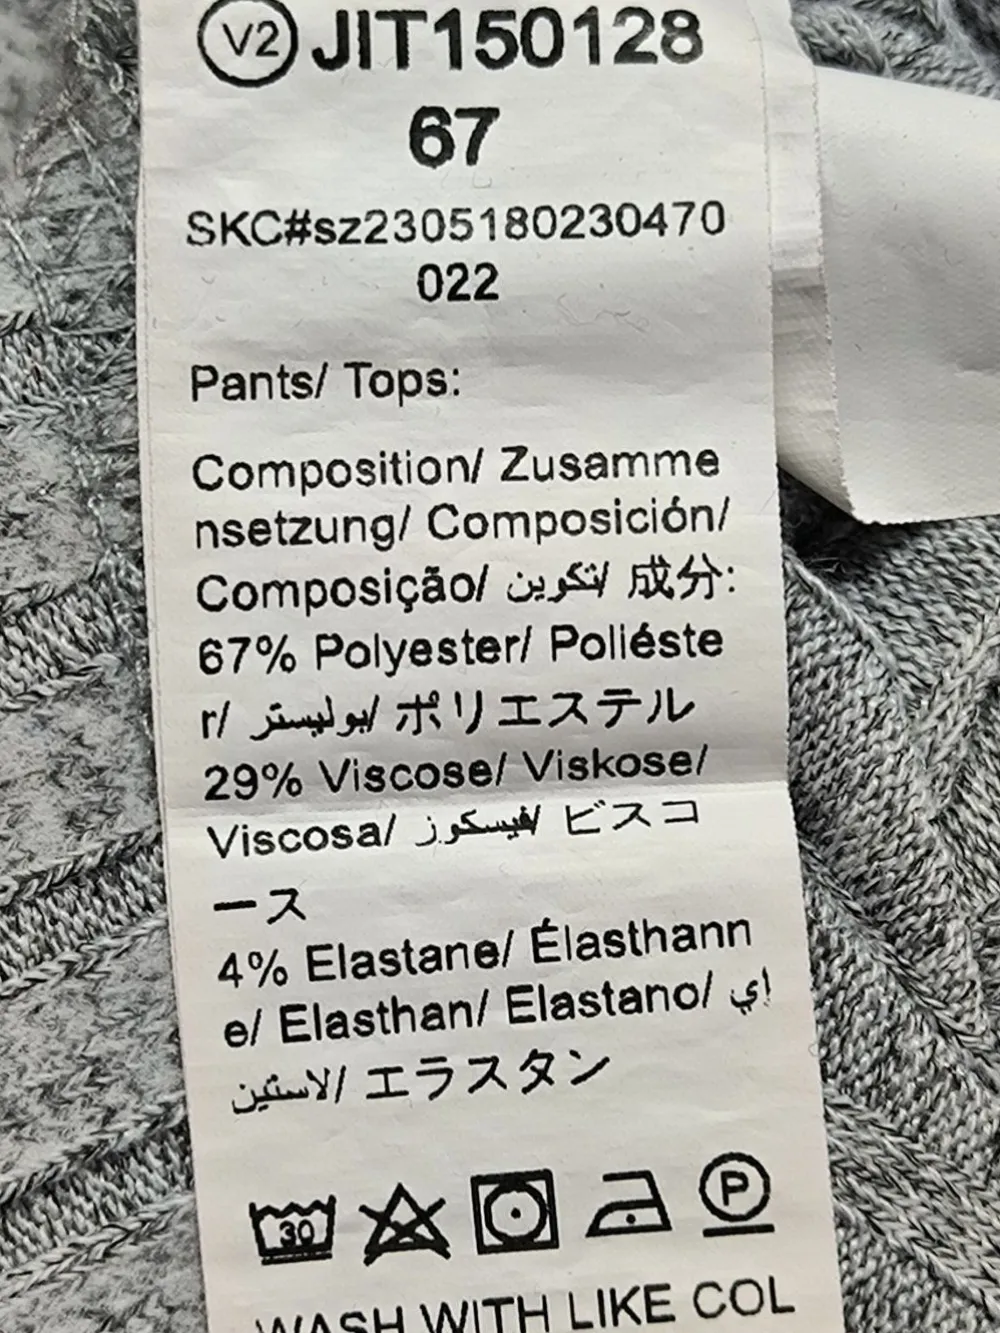 V2 JIT150128
67
SKC#sz2305180230470
022
Pants/ Tops:
Composition/ Zusamme
nsetzung/ Composición/
Composição/ تكوين/ 成分:
67% Polyester/ Poliéste
r/ بوليستر/ ポリエステル
29% Viscose/ Viskose/
Viscosa/ فيسكوز/ ビスコ
ース
4% Elastane/ Élasthann
e/ Elasthan/ Elastano/ إي
لاستين/ エラスタン
30 P
WASH WITH LIKE COL